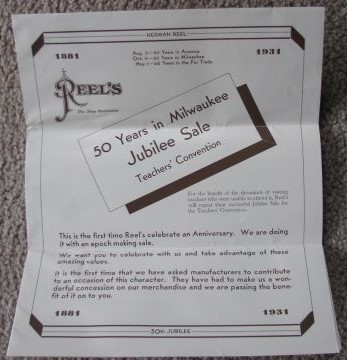 HERMAN REEL
1881
1931
Aug. 5—50 Years in America
Oct. 5—50 Years in Milwaukee
May 1—68 Years in the Fur Trade
REEL'S
50 Years in Milwaukee
Jubilee Sale
Teachers' Convention
For the benefit of the thousands of visiting
teachers who were unable to attend it, Reel's
will repeat their successful Jubilee Sale for
the Teachers' Convention.
This is the first time Reel's celebrate an Anniversary. We are doing
it with an epoch making sale.
We want you to celebrate with us and take advantage of these
amazing values.
It is the first time that we have asked manufacturers to contribute
to an occasion of this character. They have had to make us a won-
derful concession on our merchandise and we are passing the bene-
fit of it on to you.
1881
1931
50th JUBILEE